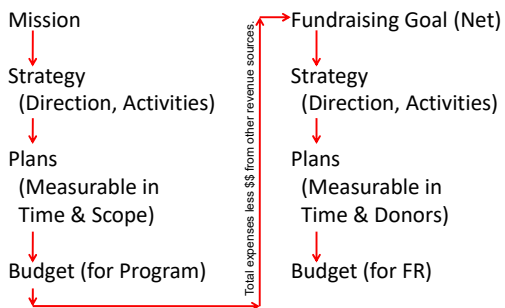 Mission
Strategy
(Direction, Activities)
Plans
(Measurable in
Time & Scope)
Budget (for Program)
Total expenses less $$ from other revenue sources.
Fundraising Goal (Net)
Strategy
(Direction, Activities)
Plans
(Measurable in
Time & Donors)
Budget (for FR)